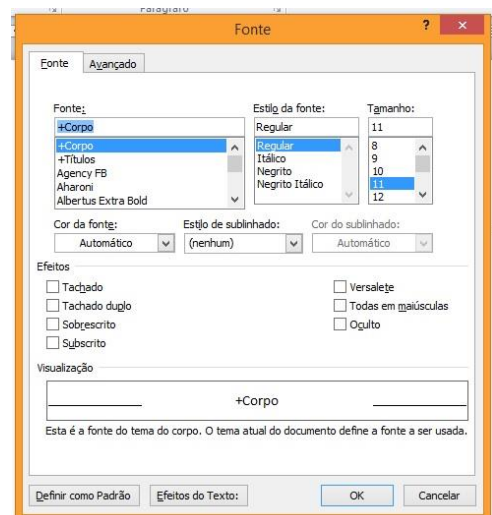 Parágrafo
Fonte ?
Fonte Avançado
Fonte: Estilo da fonte: Tamanho:
+Corpo Regular 11
+Corpo Regular 8
+Títulos Itálico 9
Agency FB Negrito 10
Aharoni Negrito Itálico 11
Albertus Extra Bold 12
Cor da fonte: Estilo de sublinhado: Cor do sublinhado:
Automático (nenhum) Automático
Efeitos
Tachado Versalete
Tachado duplo Todas em maiúsculas
Sobrescrito Oculto
Subscrito
Visualização
+Corpo
Esta é a fonte do tema do corpo. O tema atual do documento define a fonte a ser usada.
Definir como Padrão Efeitos do Texto: OK Cancelar